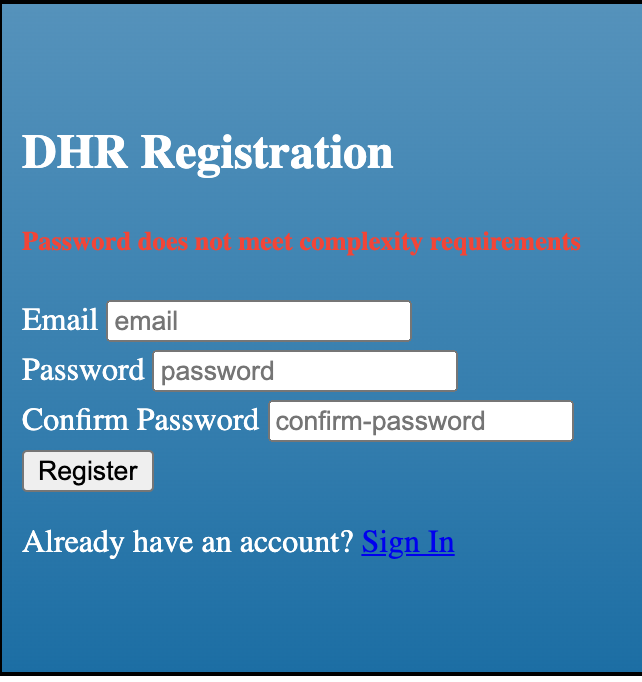 DHR Registration
Password does not meet complexity requirements
Email email
Password password
Confirm Password confirm-password
Register
Already have an account? Sign In